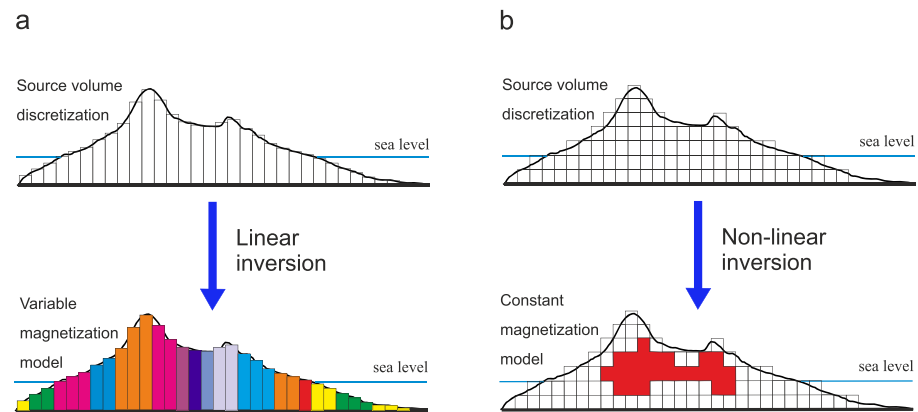 a
Source volume
discretization
sea level
Linear
inversion
Variable
magnetization
model
sea level
b
Source volume
discretization
sea level
Non-linear
inversion
Constant
magnetization
model
sea level